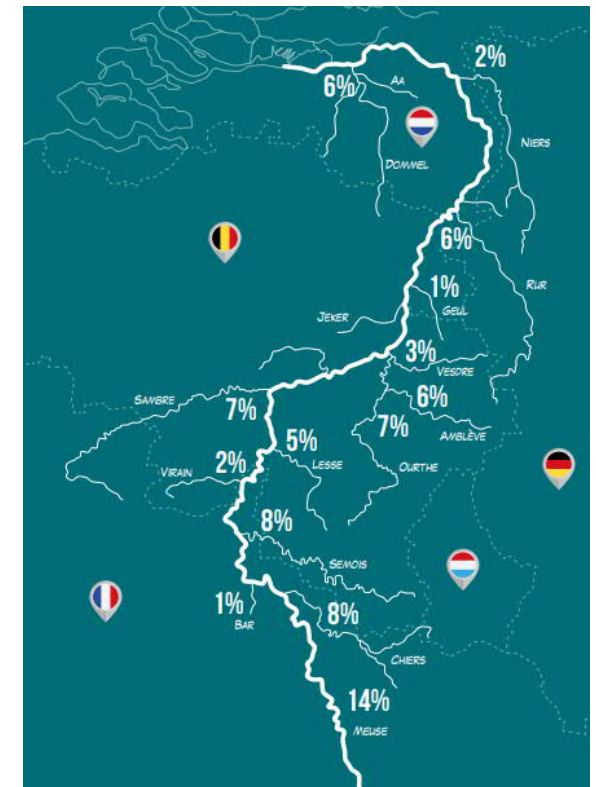 2%
6%
AA
NIERS
DOMMEL
6%
1%
RUR
GEUL
JEKER
3%
VESDRE
SAMBRE
6%
7%
7%
AMBLÈVE
5%
2%
LESSE
OURTHE
VIRAIN
8%
SEMOIS
1%
8%
BAR
CHIERS
14%
MEUSE